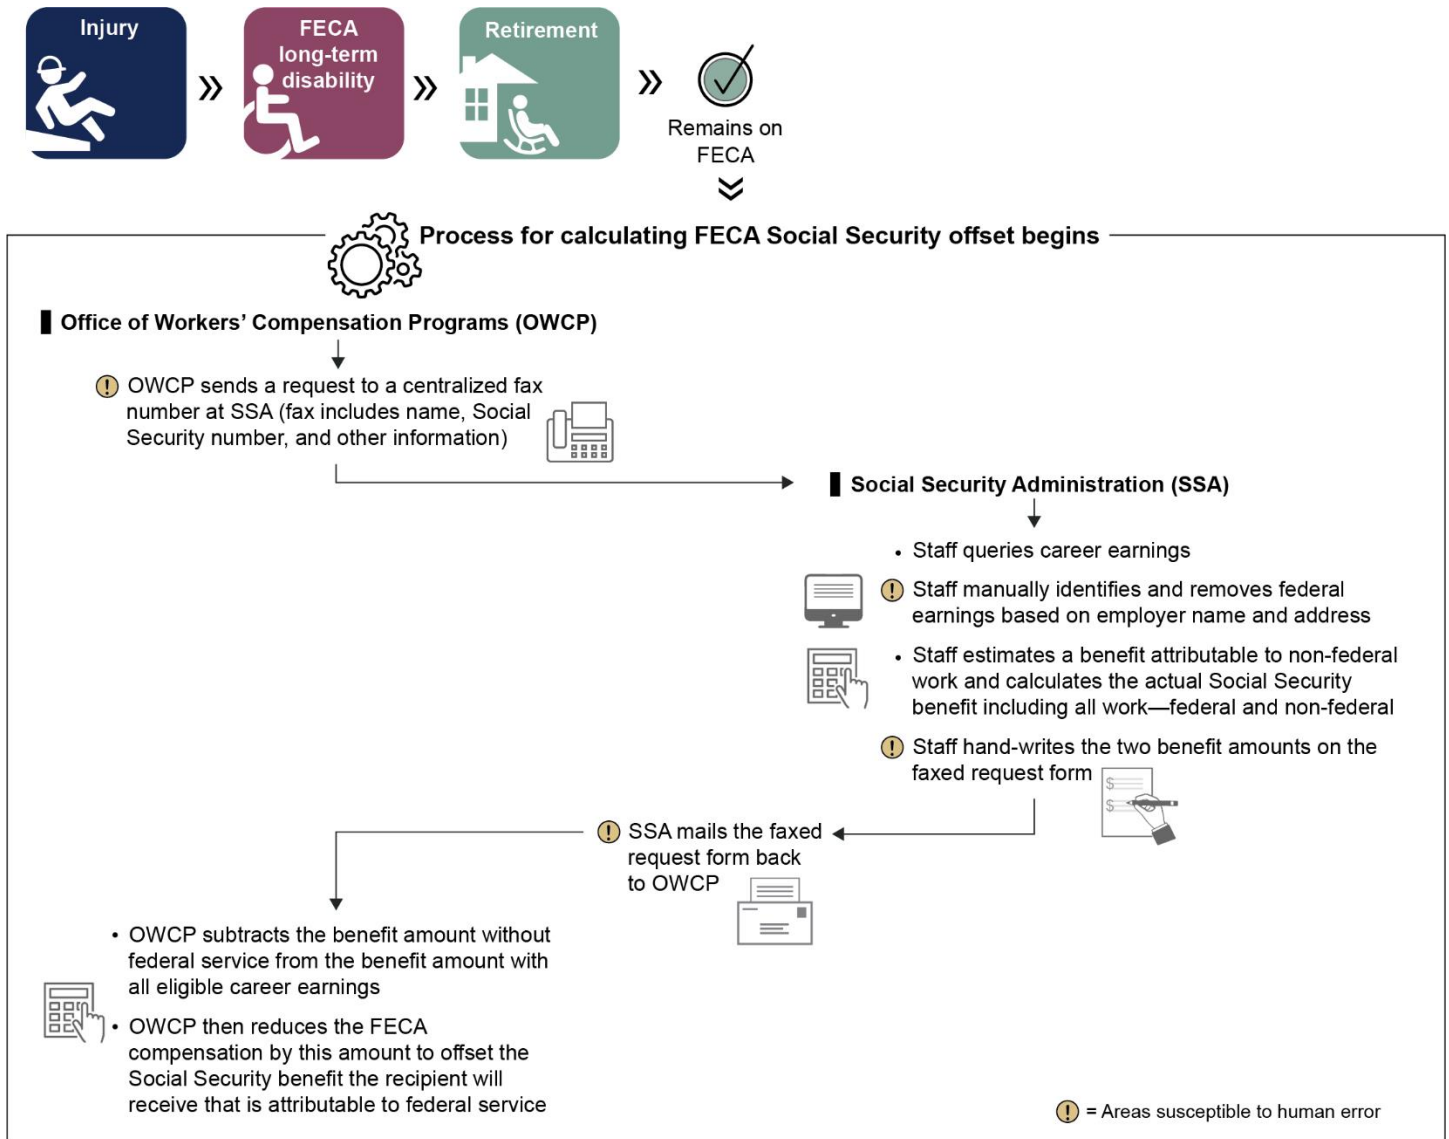 Injury
FECA
long-term
disability
Retirement
Remains on
FECA
Process for calculating FECA Social Security offset begins
Office of Workers’ Compensation Programs (OWCP)
OWCP sends a request to a centralized fax
number at SSA (fax includes name, Social
Security number, and other information)
Social Security Administration (SSA)
• Staff queries career earnings
Staff manually identifies and removes federal
earnings based on employer name and address
• Staff estimates a benefit attributable to non-federal
work and calculates the actual Social Security
benefit including all work—federal and non-federal
Staff hand-writes the two benefit amounts on the
faxed request form
SSA mails the faxed
request form back
to OWCP
• OWCP subtracts the benefit amount without
federal service from the benefit amount with
all eligible career earnings
• OWCP then reduces the FECA
compensation by this amount to offset the
Social Security benefit the recipient will
receive that is attributable to federal service
! = Areas susceptible to human error